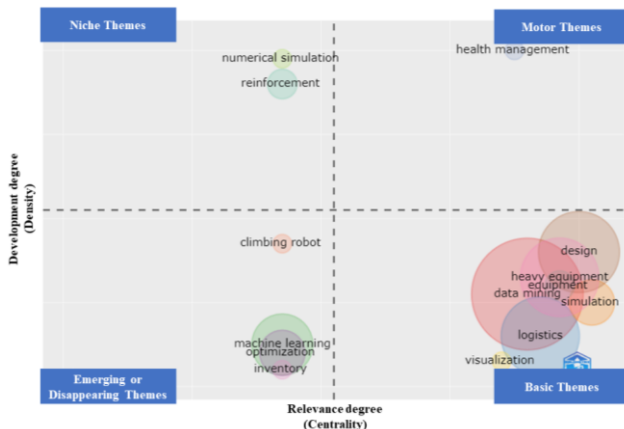 Niche Themes
Motor Themes
numerical simulation
health management
reinforcement
Development degree
(Density)
climbing robot
design
heavy equipment
equipment
data mining
simulation
logistics
machine learning
optimization
visualization
inventory
Emerging or
Disappearing Themes
Basic Themes
Relevance degree
(Centrality)